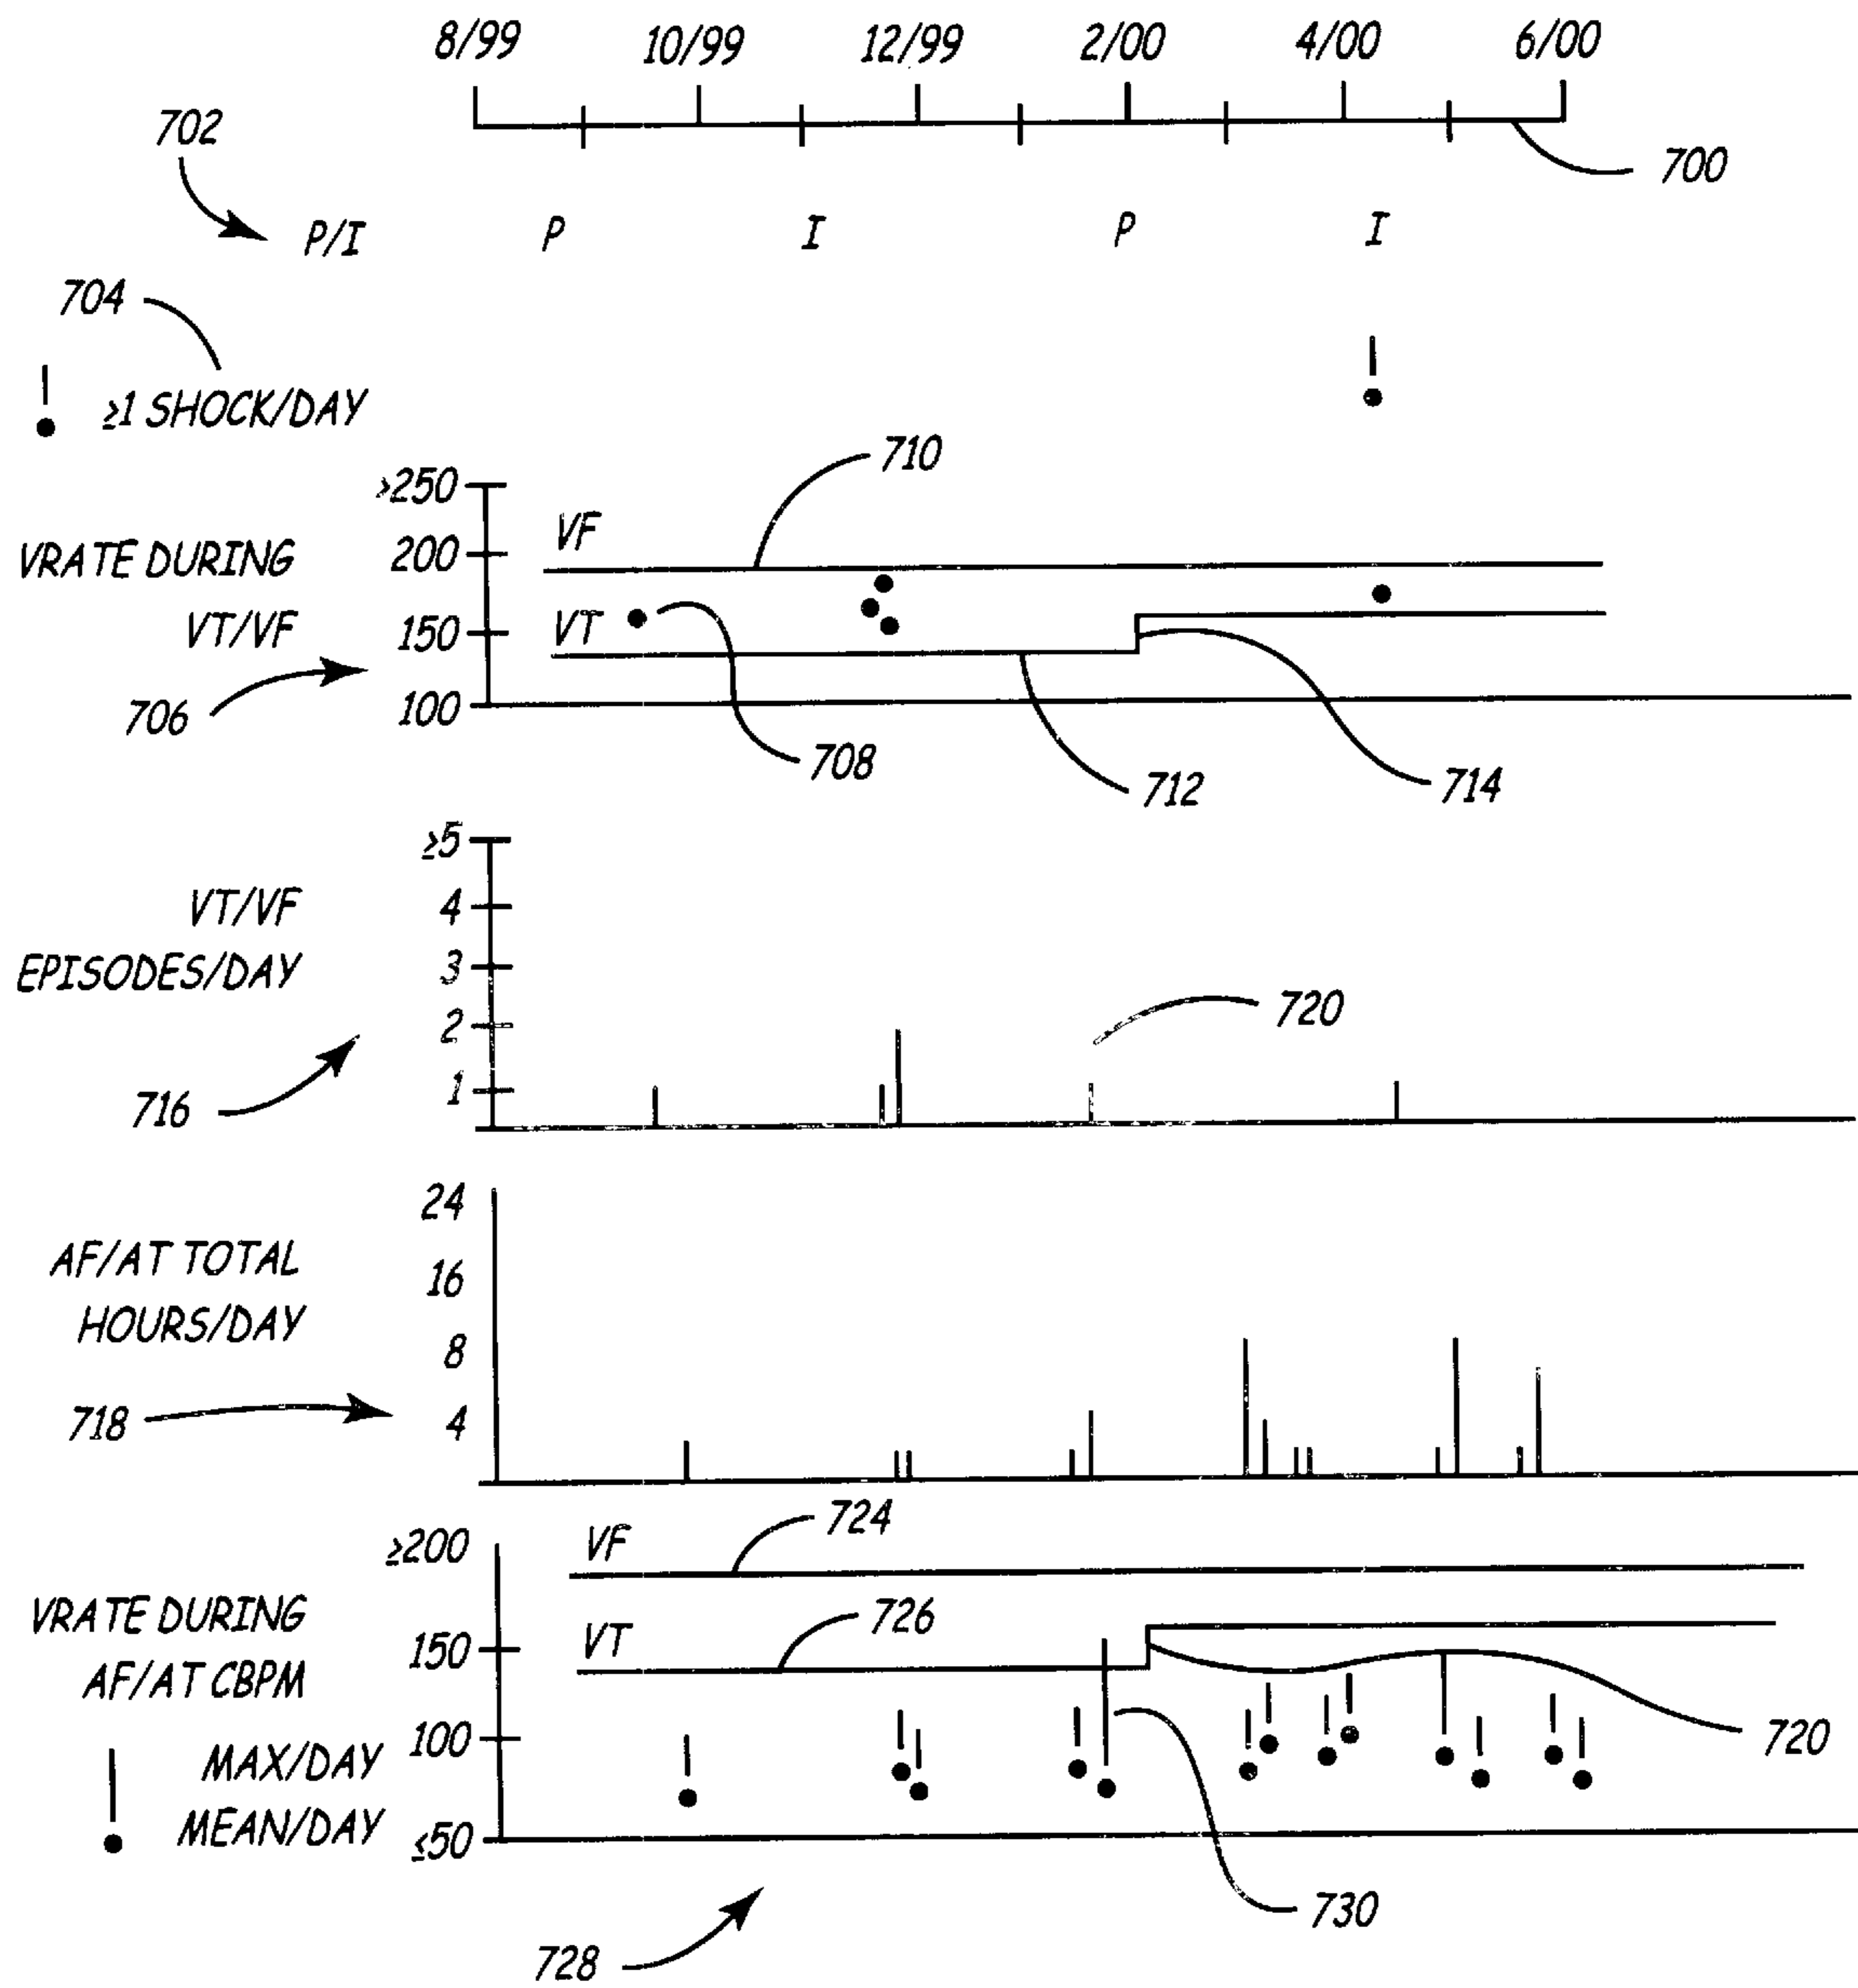 8/99 10/99 12/99 2/00 4/00 6/00
702
700
P/I P I P I
704
≥1 SHOCK/DAY
710
>250
VF
VRATE DURING
200
VT/VF
VT
150
706
100
708
712
714
≥5
VT/VF
4
EPISODES/DAY
3
720
2
716
1
24
AF/AT TOTAL
16
HOURS/DAY
8
718
4
724
≥200
VF
VRATE DURING
726
VT
150
AF/AT CBPM
720
MAX/DAY
100
MEAN/DAY
≤50
730
728